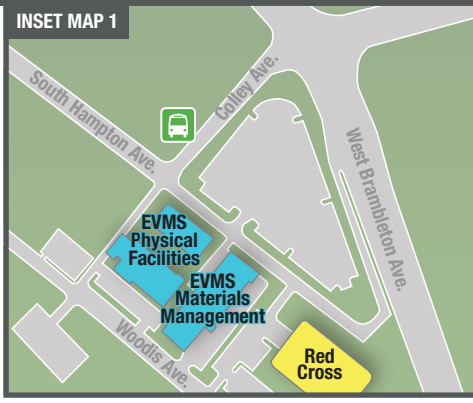 INSET MAP 1
South Hampton Ave.
Colley Ave.
West Brambleton Ave.
EVMS
Physical
Facilities
EVMS
Materials
Management
Woodis Ave.
Red
Cross